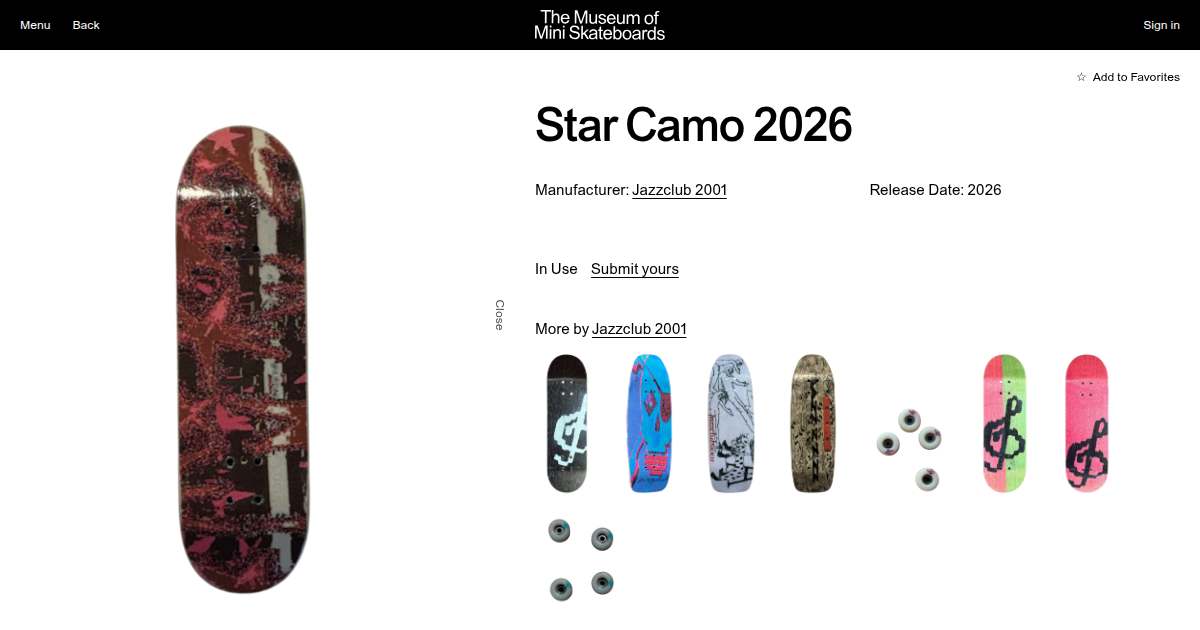 Menu
Back
The Museum of
Mini Skateboards
Sign in
☆ Add to Favorites
Star Camo 2026
Manufacturer: Jazzclub 2001
Release Date: 2026
In Use
Submit yours
Close
More by Jazzclub 2001